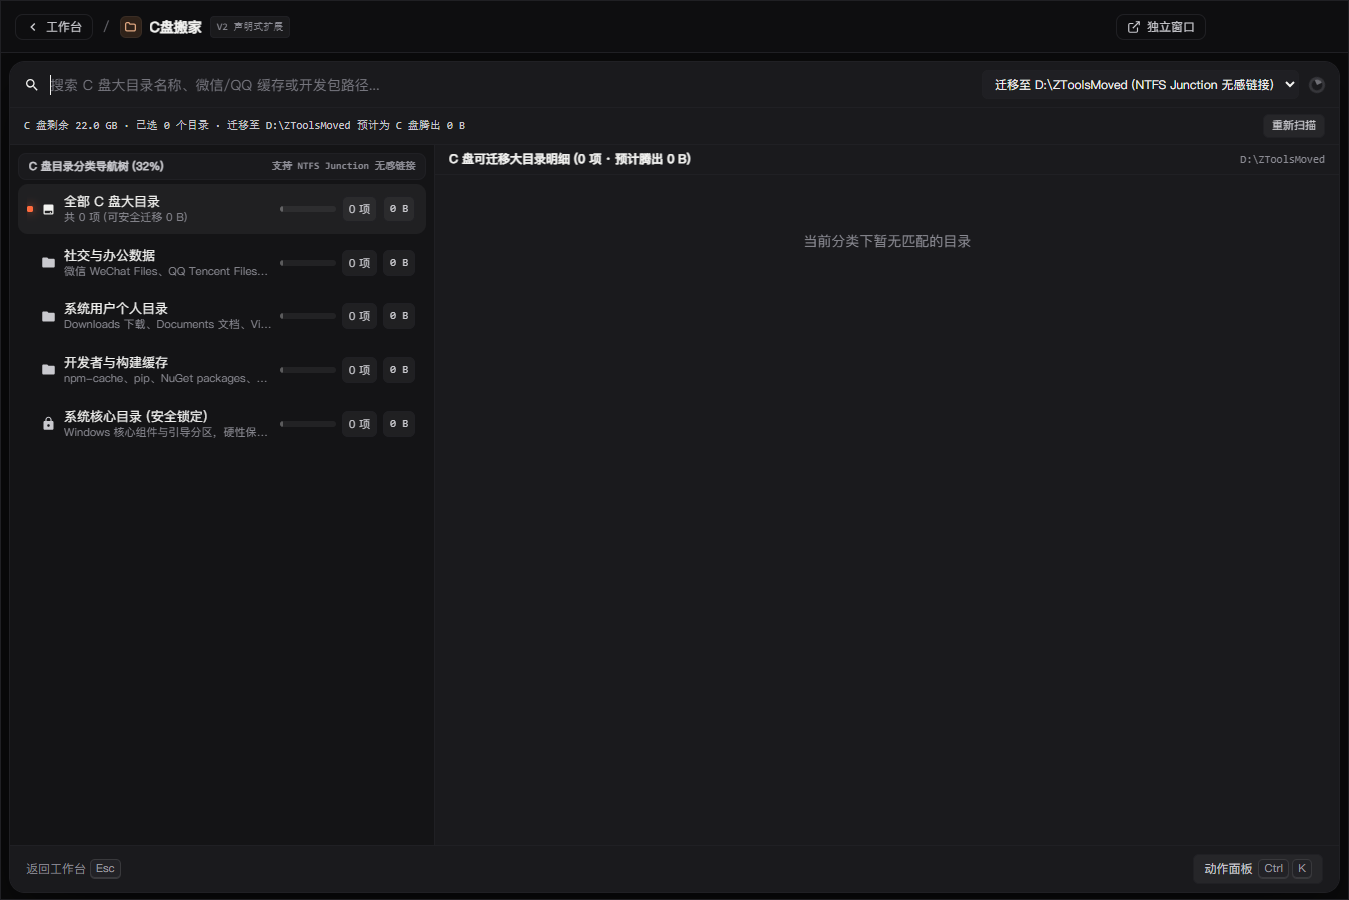 工作台 / C盘搬家 V2 声明式扩展 独立窗口
搜索 C 盘大目录名称、微信/QQ 缓存或开发包路径... 迁移至 D:\ZToolsMoved (NTFS Junction 无感链接)
C 盘剩余 22.0 GB · 已选 0 个目录 · 迁移至 D:\ZToolsMoved 预计为 C 盘腾出 0 B 重新扫描
C 盘目录分类导航树 (32%) 支持 NTFS Junction 无感链接
全部 C 盘大目录 0 项 0 B
共 0 项 (可安全迁移 0 B)
社交与办公数据 0 项 0 B
微信 WeChat Files、QQ Tencent Files...
系统用户个人目录 0 项 0 B
Downloads 下载、Documents 文档、Vi...
开发者与构建缓存 0 项 0 B
npm-cache、pip、NuGet packages、...
系统核心目录 (安全锁定) 0 项 0 B
Windows 核心组件与引导分区，硬性保...
C 盘可迁移大目录明细 (0 项 · 预计腾出 0 B) D:\ZToolsMoved
当前分类下暂无匹配的目录
返回工作台 Esc 动作面板 Ctrl K